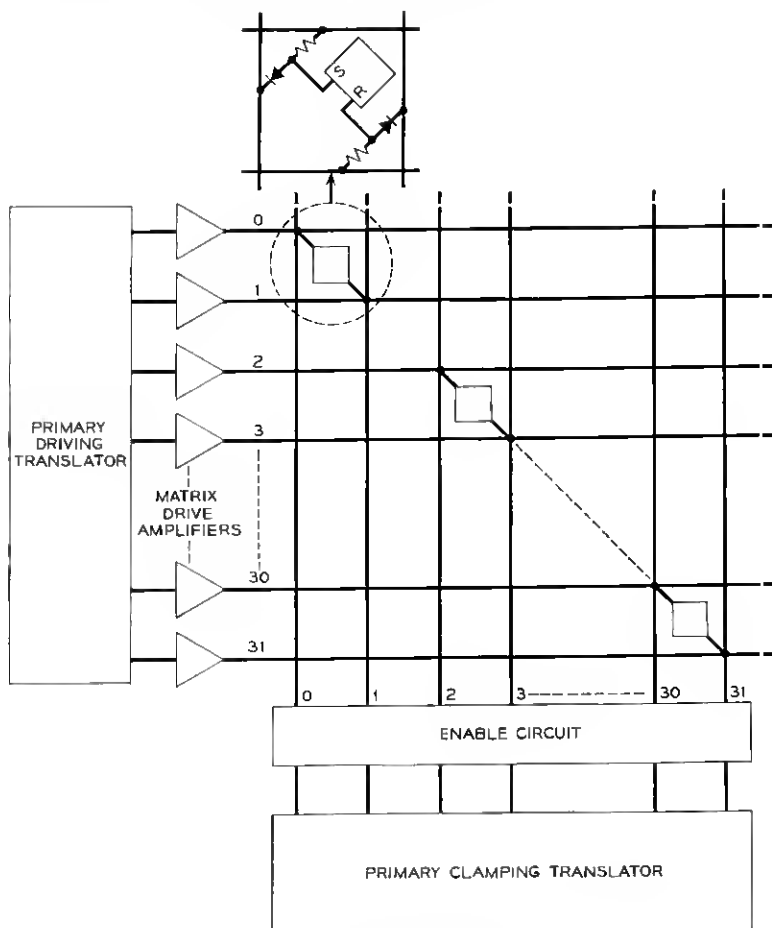 S
R
0
1
2
3
PRIMARY
DRIVING
TRANSLATOR
MATRIX
DRIVE
AMPLIFIERS
30
31
0 1 2 3 30 31
ENABLE CIRCUIT
PRIMARY CLAMPING TRANSLATOR